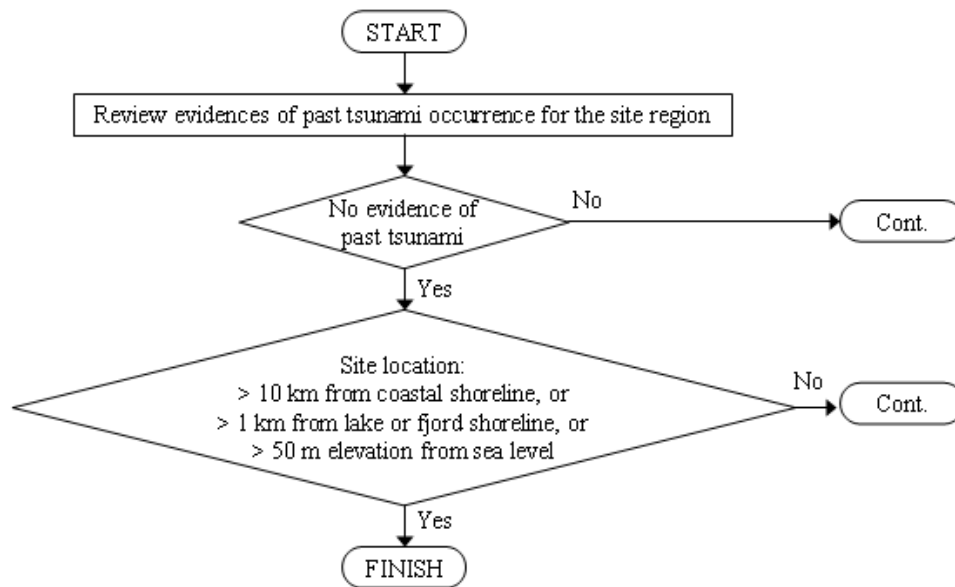 START
Review evidences of past tsunami occurrence for the site region
No evidence of
past tsunami
No
Cont.
Yes
Site location:
> 10 km from coastal shoreline, or
> 1 km from lake or fjord shoreline, or
> 50 m elevation from sea level
No
Cont.
Yes
FINISH